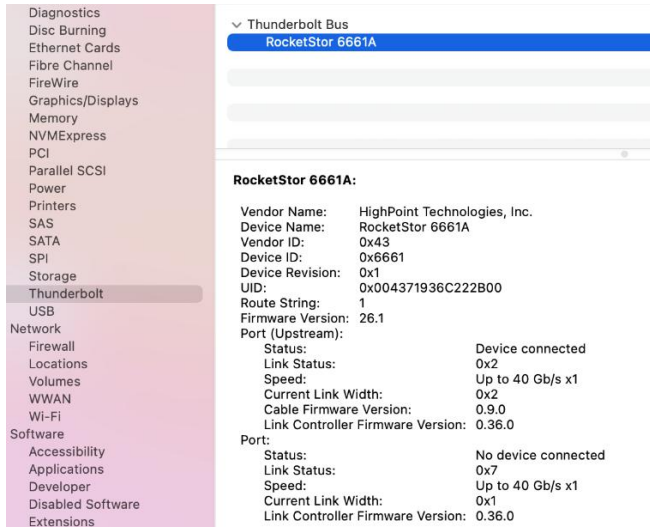 Diagnostics
Disc Burning
Ethernet Cards
Fibre Channel
FireWire
Graphics/Displays
Memory
NVMExpress
PCI
Parallel SCSI
Power
Printers
SAS
SATA
SPI
Storage
Thunderbolt
USB
Network
Firewall
Locations
Volumes
WWAN
Wi-Fi
Software
Accessibility
Applications
Developer
Disabled Software
Extensions
Thunderbolt Bus
RocketStor 6661A
RocketStor 6661A:
Vendor Name: HighPoint Technologies, Inc.
Device Name: RocketStor 6661A
Vendor ID: 0x43
Device ID: 0x6661
Device Revision: 0x1
UID: 0x004371936C222B00
Route String: 1
Firmware Version: 26.1
Port (Upstream):
Status: Device connected
Link Status: 0x2
Speed: Up to 40 Gb/s x1
Current Link Width: 0x2
Cable Firmware Version: 0.9.0
Link Controller Firmware Version: 0.36.0
Port:
Status: No device connected
Link Status: 0x7
Speed: Up to 40 Gb/s x1
Current Link Width: 0x1
Link Controller Firmware Version: 0.36.0